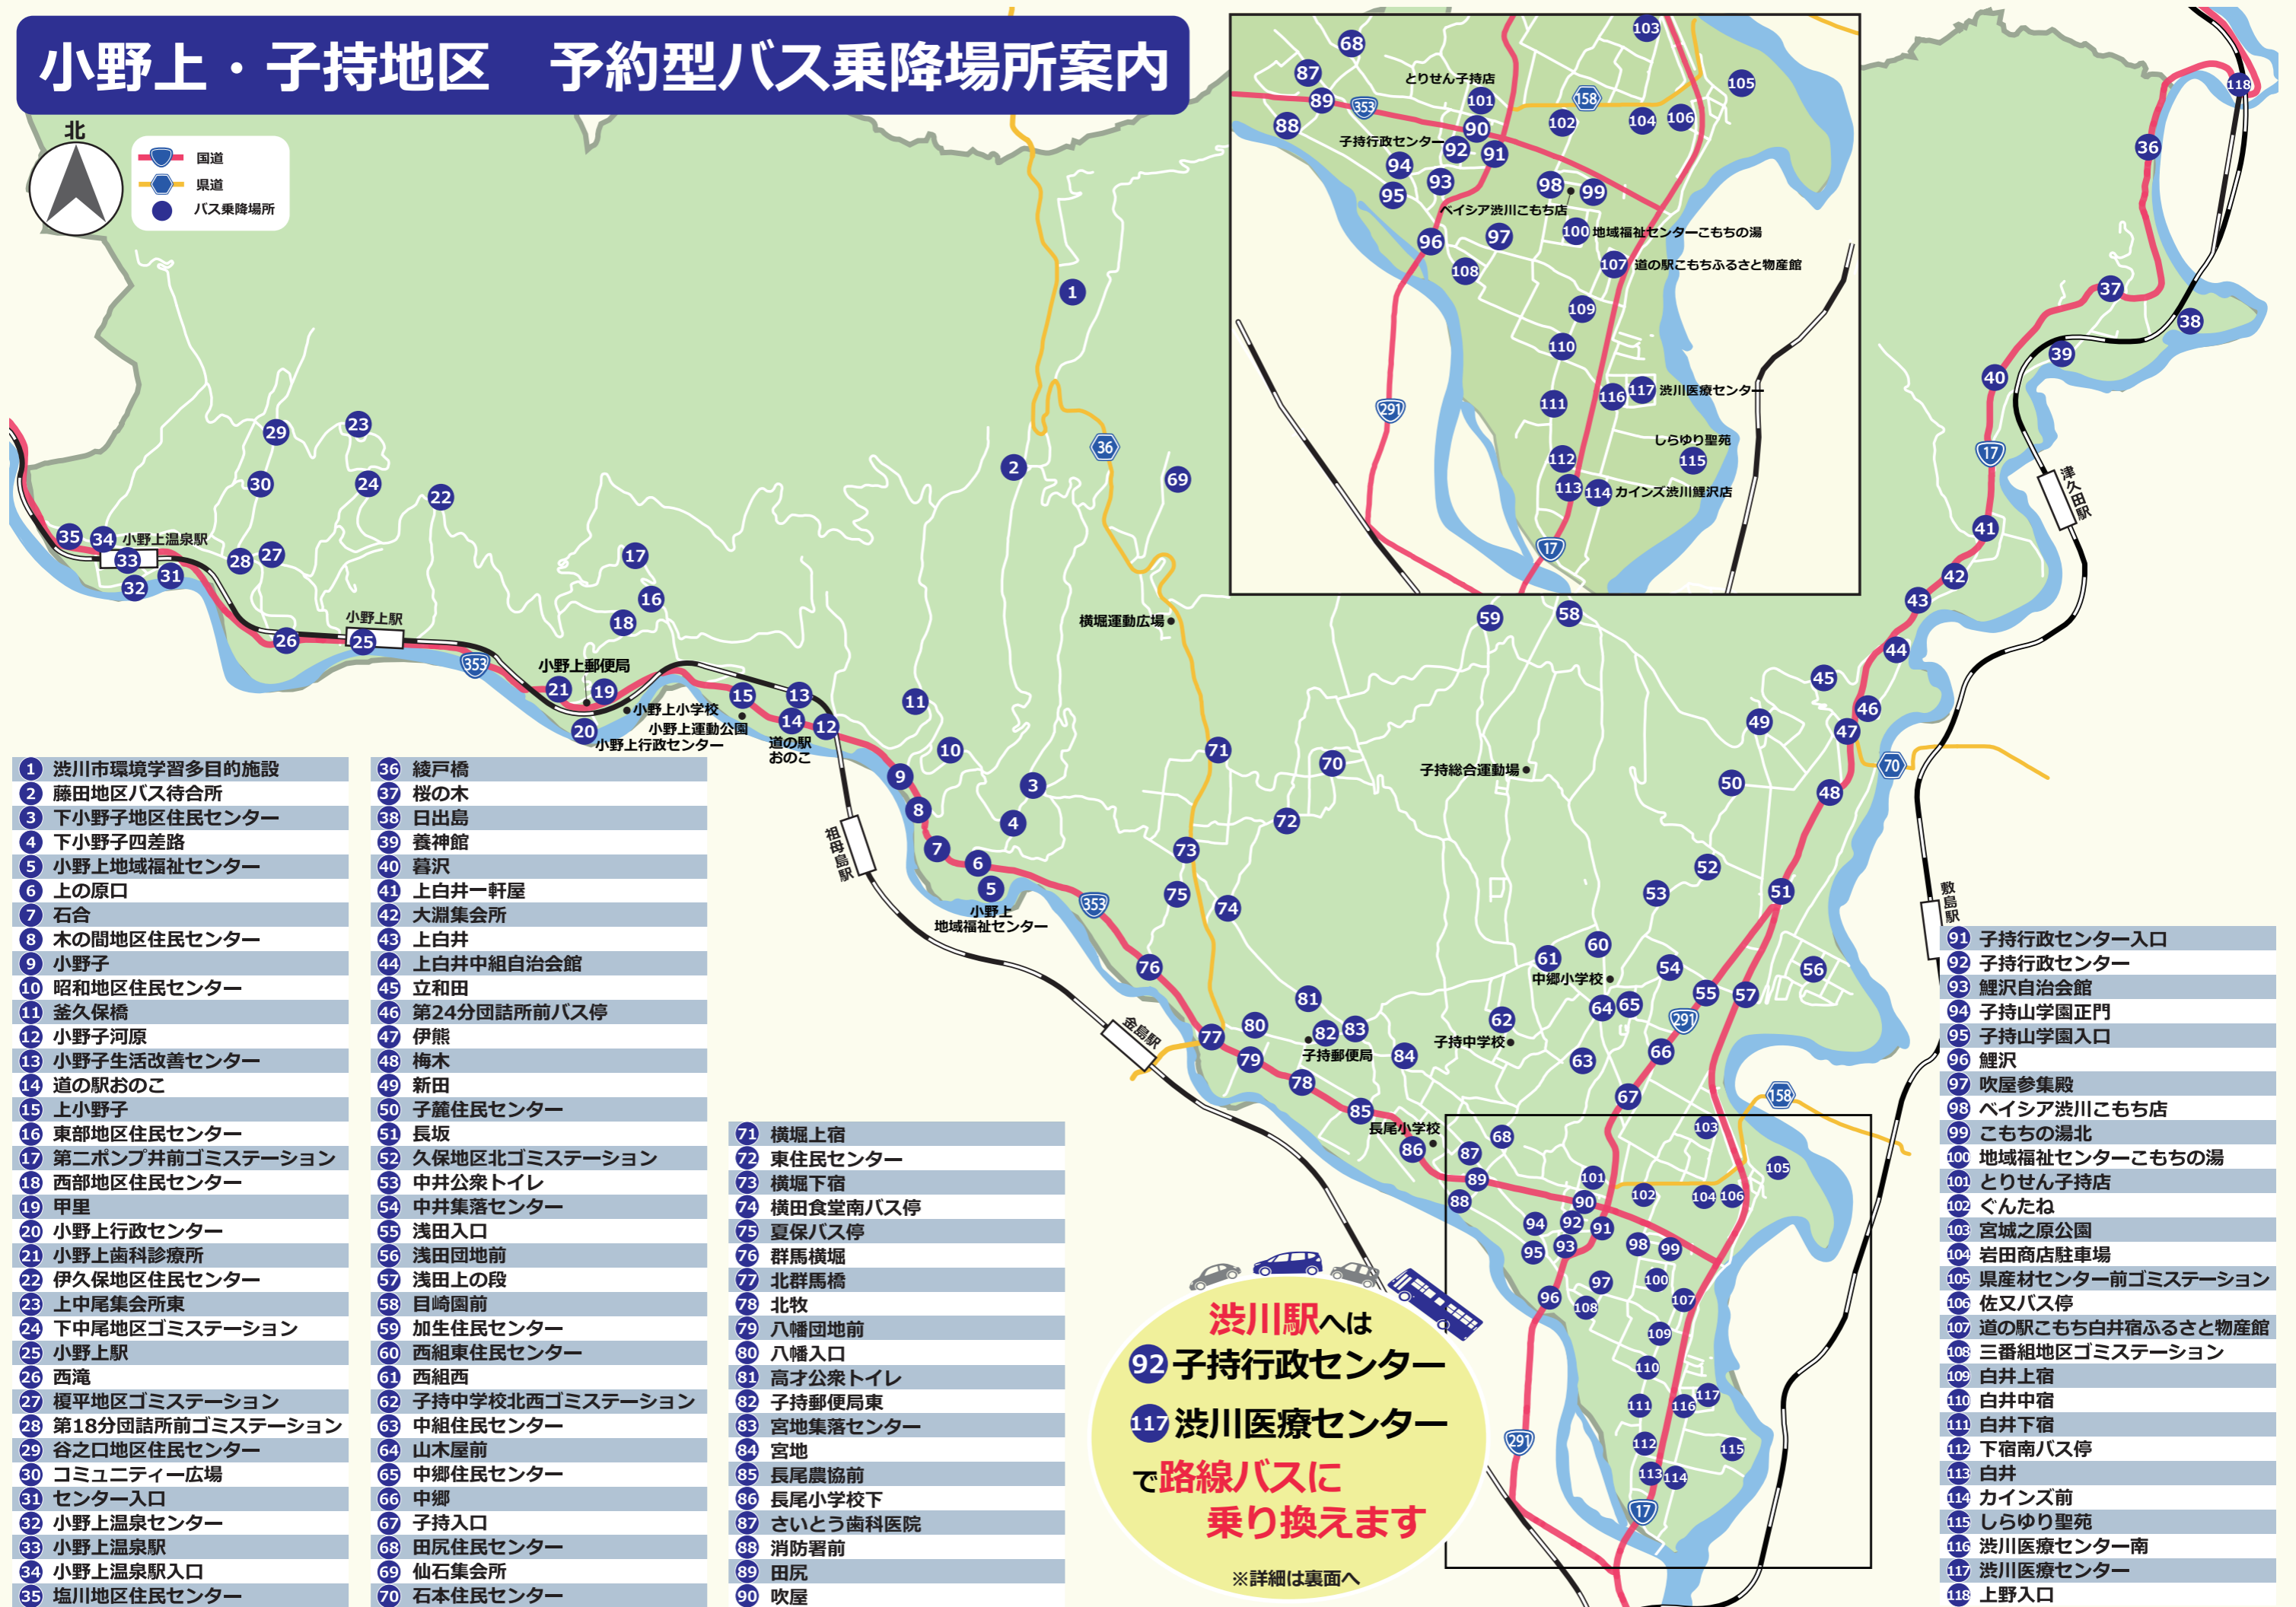 小野上・子持地区　予約型バス乗降場所案内
北
国道
県道
バス乗降場所
小野上温泉駅
小野上駅
小野上郵便局
小野上小学校
小野上運動公園
小野上行政センター
道の駅
おのこ
祖母島駅
小野上
地域福祉センター
金島駅
横堀運動広場
子持総合運動場
中郷小学校
子持中学校
子持郵便局
長尾小学校
津久田駅
敷島駅
353
353
36
17
70
291
158
291
17
とりせん子持店
353
158
子持行政センター
ベイシア渋川こもち店
地域福祉センターこもちの湯
道の駅こもちふるさと物産館
291
渋川医療センター
しらゆり聖苑
カインズ渋川鯉沢店
17
1 渋川市環境学習多目的施設
2 藤田地区バス待合所
3 下小野子地区住民センター
4 下小野子四差路
5 小野上地域福祉センター
6 上の原口
7 石合
8 木の間地区住民センター
9 小野子
10 昭和地区住民センター
11 釜久保橋
12 小野子河原
13 小野子生活改善センター
14 道の駅おのこ
15 上小野子
16 東部地区住民センター
17 第二ポンプ井前ゴミステーション
18 西部地区住民センター
19 甲里
20 小野上行政センター
21 小野上歯科診療所
22 伊久保地区住民センター
23 上中尾集会所東
24 下中尾地区ゴミステーション
25 小野上駅
26 西滝
27 榎平地区ゴミステーション
28 第18分団詰所前ゴミステーション
29 谷之口地区住民センター
30 コミュニティー広場
31 センター入口
32 小野上温泉センター
33 小野上温泉駅
34 小野上温泉駅入口
35 塩川地区住民センター
36 綾戸橋
37 桜の木
38 日出島
39 養神館
40 暮沢
41 上白井一軒屋
42 大淵集会所
43 上白井
44 上白井中組自治会館
45 立和田
46 第24分団詰所前バス停
47 伊熊
48 梅木
49 新田
50 子麓住民センター
51 長坂
52 久保地区北ゴミステーション
53 中井公衆トイレ
54 中井集落センター
55 浅田入口
56 浅田団地前
57 浅田上の段
58 目崎園前
59 加生住民センター
60 西組東住民センター
61 西組西
62 子持中学校北西ゴミステーション
63 中組住民センター
64 山木屋前
65 中郷住民センター
66 中郷
67 子持入口
68 田尻住民センター
69 仙石集会所
70 石本住民センター
71 横堀上宿
72 東住民センター
73 横堀下宿
74 横田食堂南バス停
75 夏保バス停
76 群馬横堀
77 北群馬橋
78 北牧
79 八幡団地前
80 八幡入口
81 高才公衆トイレ
82 子持郵便局東
83 宮地集落センター
84 宮地
85 長尾農協前
86 長尾小学校下
87 さいとう歯科医院
88 消防署前
89 田尻
90 吹屋
91 子持行政センター入口
92 子持行政センター
93 鯉沢自治会館
94 子持山学園正門
95 子持山学園入口
96 鯉沢
97 吹屋参集殿
98 ベイシア渋川こもち店
99 こもちの湯北
100 地域福祉センターこもちの湯
101 とりせん子持店
102 ぐんたね
103 宮城之原公園
104 岩田商店駐車場
105 県産材センター前ゴミステーション
106 佐又バス停
107 道の駅こもち白井宿ふるさと物産館
108 三番組地区ゴミステーション
109 白井上宿
110 白井中宿
111 白井下宿
112 下宿南バス停
113 白井
114 カインズ前
115 しらゆり聖苑
116 渋川医療センター南
117 渋川医療センター
118 上野入口
渋川駅へは
92 子持行政センター
117 渋川医療センター
で路線バスに
乗り換えます
※詳細は裏面へ